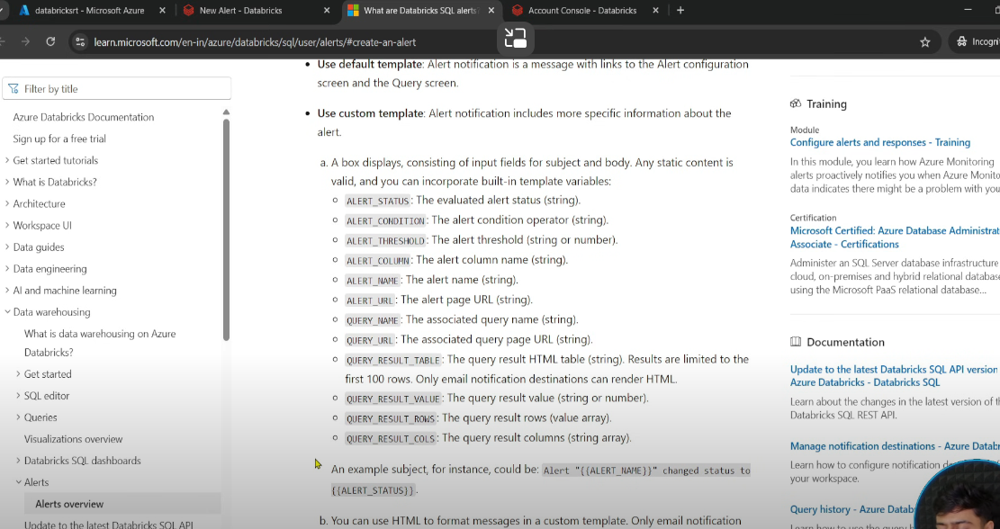 databricksrt - Microsoft Azure
New Alert - Databricks
What are Databricks SQL alerts
Account Console - Databricks
learn.microsoft.com/en-in/azure/databricks/sql/user/alerts/#create-an-alert
Filter by title
Azure Databricks Documentation
Sign up for a free trial
Get started tutorials
What is Databricks?
Architecture
Workspace UI
Data guides
Data engineering
AI and machine learning
Data warehousing
What is data warehousing on Azure
Databricks?
Get started
SQL editor
Queries
Visualizations overview
Databricks SQL dashboards
Alerts
Alerts overview
Update to the latest Databricks SQL API
• Use default template: Alert notification is a message with links to the Alert configuration
screen and the Query screen.
• Use custom template: Alert notification includes more specific information about the
alert.
a. A box displays, consisting of input fields for subject and body. Any static content is
valid, and you can incorporate built-in template variables:
ALERT_STATUS: The evaluated alert status (string).
ALERT_CONDITION: The alert condition operator (string).
ALERT_THRESHOLD: The alert threshold (string or number).
ALERT_COLUMN: The alert column name (string).
ALERT_NAME: The alert name (string).
ALERT_URL: The alert page URL (string).
QUERY_NAME: The associated query name (string).
QUERY_URL: The associated query page URL (string).
QUERY_RESULT_TABLE: The query result HTML table (string). Results are limited to the
first 100 rows. Only email notification destinations can render HTML.
QUERY_RESULT_VALUE: The query result value (string or number).
QUERY_RESULT_ROWS: The query result rows (value array).
QUERY_RESULT_COLS: The query result columns (string array).
An example subject, for instance, could be: Alert "{{ALERT_NAME}}" changed status to
{{ALERT_STATUS}}.
b. You can use HTML to format messages in a custom template. Only email notification
Training
Module
Configure alerts and responses - Training
In this module, you learn how Azure Monitoring
alerts proactively notifies you when Azure Monito
data indicates there might be a problem with you
Certification
Microsoft Certified: Azure Database Administrat
Associate - Certifications
Administer an SQL Server database infrastructure
cloud, on-premises and hybrid relational database
using the Microsoft PaaS relational database...
Documentation
Update to the latest Databricks SQL API version
Azure Databricks - Databricks SQL
Learn about the changes in the latest version of t
Databricks SQL REST API.
Manage notification destinations - Azure Databr
Learn how to configure notification de
your workspace.
Query history - Azure Datab
Learn how to use the query